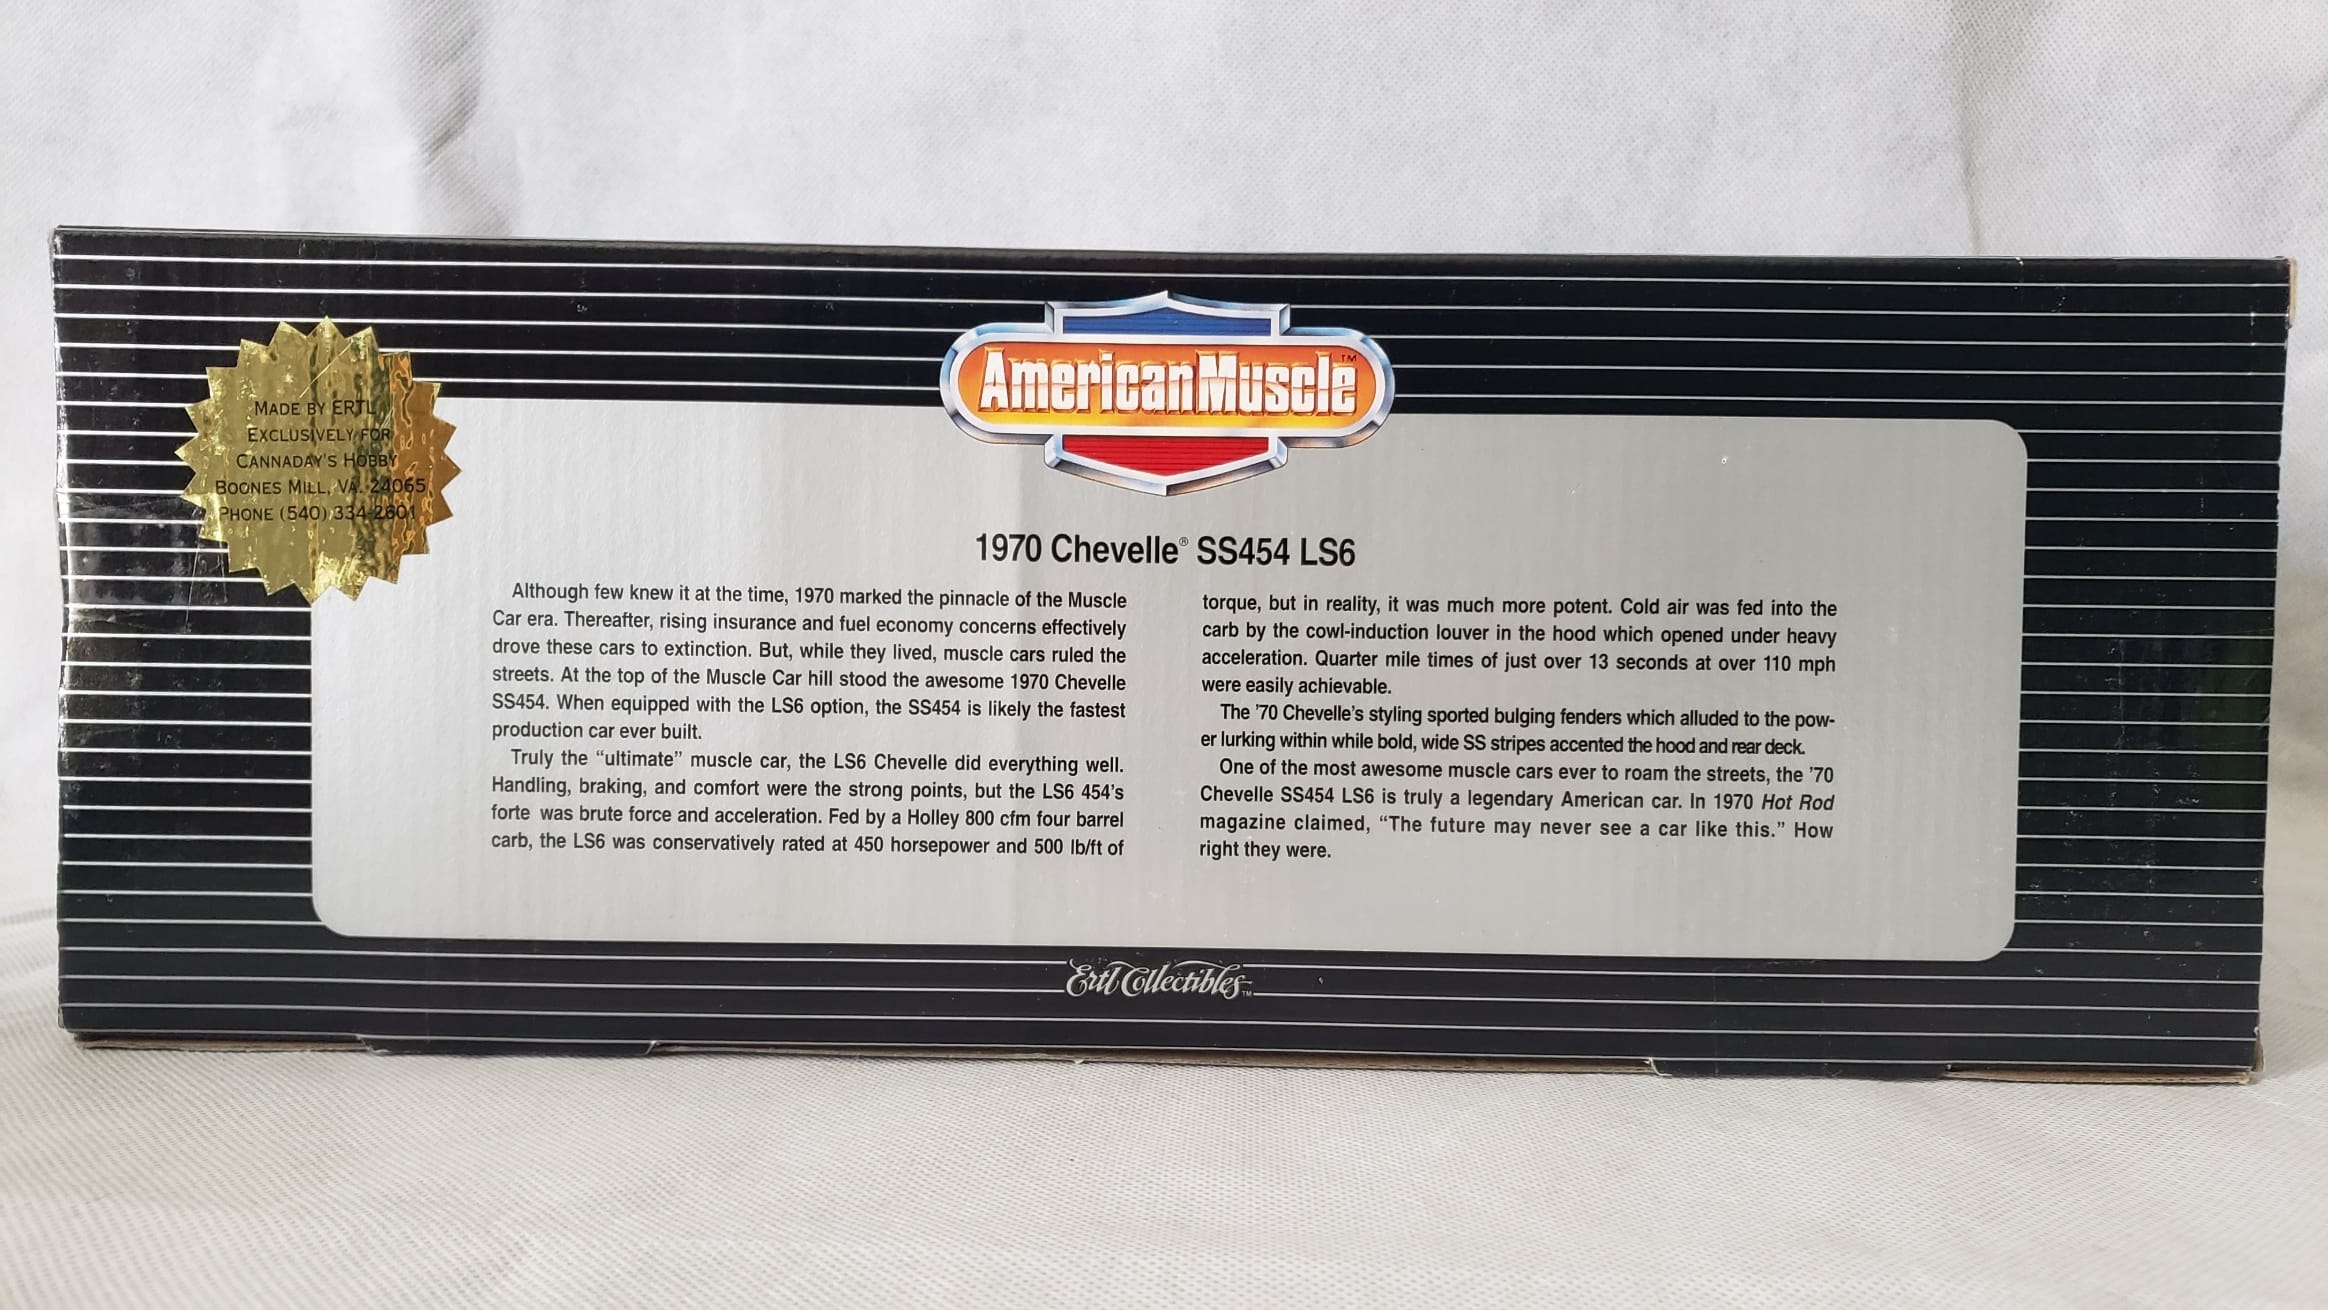 MADE BY ERTL
EXCLUSIVELY FOR
CANNADAY'S HOBBY
BOONES MILL, VA. 24065
PHONE (540) 334-2601
AmericanMuscle™
1970 Chevelle® SS454 LS6
Although few knew it at the time, 1970 marked the pinnacle of the Muscle
Car era. Thereafter, rising insurance and fuel economy concerns effectively
drove these cars to extinction. But, while they lived, muscle cars ruled the
streets. At the top of the Muscle Car hill stood the awesome 1970 Chevelle
SS454. When equipped with the LS6 option, the SS454 is likely the fastest
production car ever built.
Truly the “ultimate” muscle car, the LS6 Chevelle did everything well.
Handling, braking, and comfort were the strong points, but the LS6 454's
forte was brute force and acceleration. Fed by a Holley 800 cfm four barrel
carb, the LS6 was conservatively rated at 450 horsepower and 500 lb/ft of
torque, but in reality, it was much more potent. Cold air was fed into the
carb by the cowl-induction louver in the hood which opened under heavy
acceleration. Quarter mile times of just over 13 seconds at over 110 mph
were easily achievable.
The '70 Chevelle's styling sported bulging fenders which alluded to the pow-
er lurking within while bold, wide SS stripes accented the hood and rear deck.
One of the most awesome muscle cars ever to roam the streets, the '70
Chevelle SS454 LS6 is truly a legendary American car. In 1970 Hot Rod
magazine claimed, “The future may never see a car like this.” How
right they were.
Ertl Collectibles™